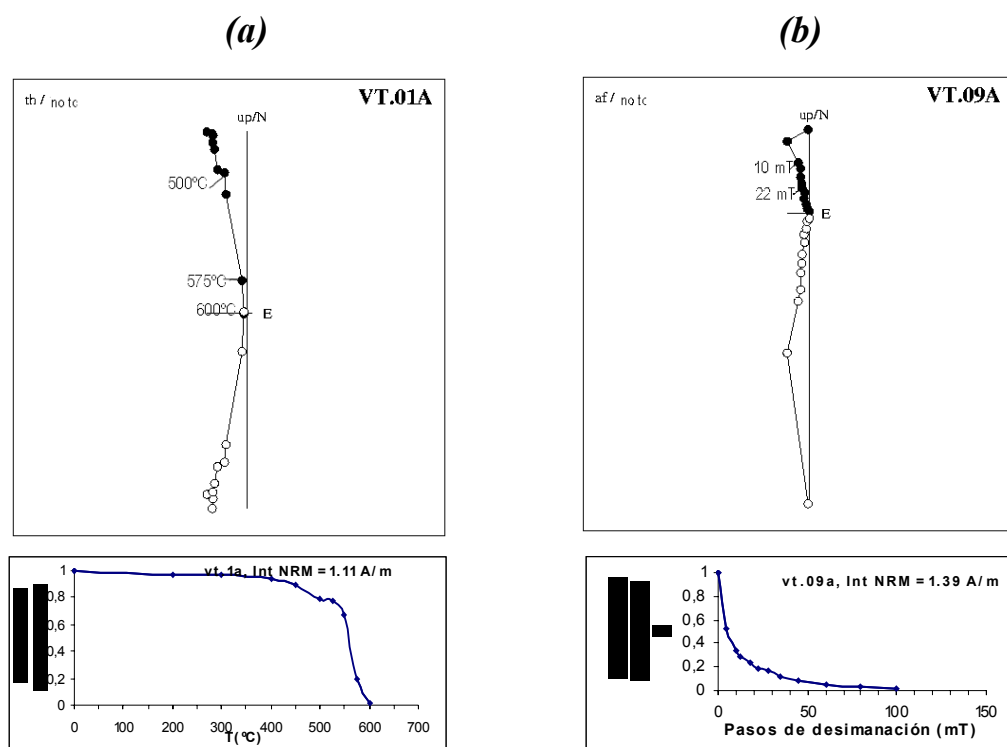 (a)
(b)
th / no tc
VT.01A
up/N
500ºC
575ºC
600ºC
E
af / no tc
VT.09A
up/N
10 mT
22 mT
E
vt. 1a, Int NRM = 1.11 A/ m
1
0,8
0,6
0,4
0,2
0
0 100 200 300 400 500 600 700
T(ºC)
vt.09a, Int NRM = 1.39 A/ m
1
0,8
0,6
0,4
0,2
0
0 50 100 150
Pasos de desimanación (mT)